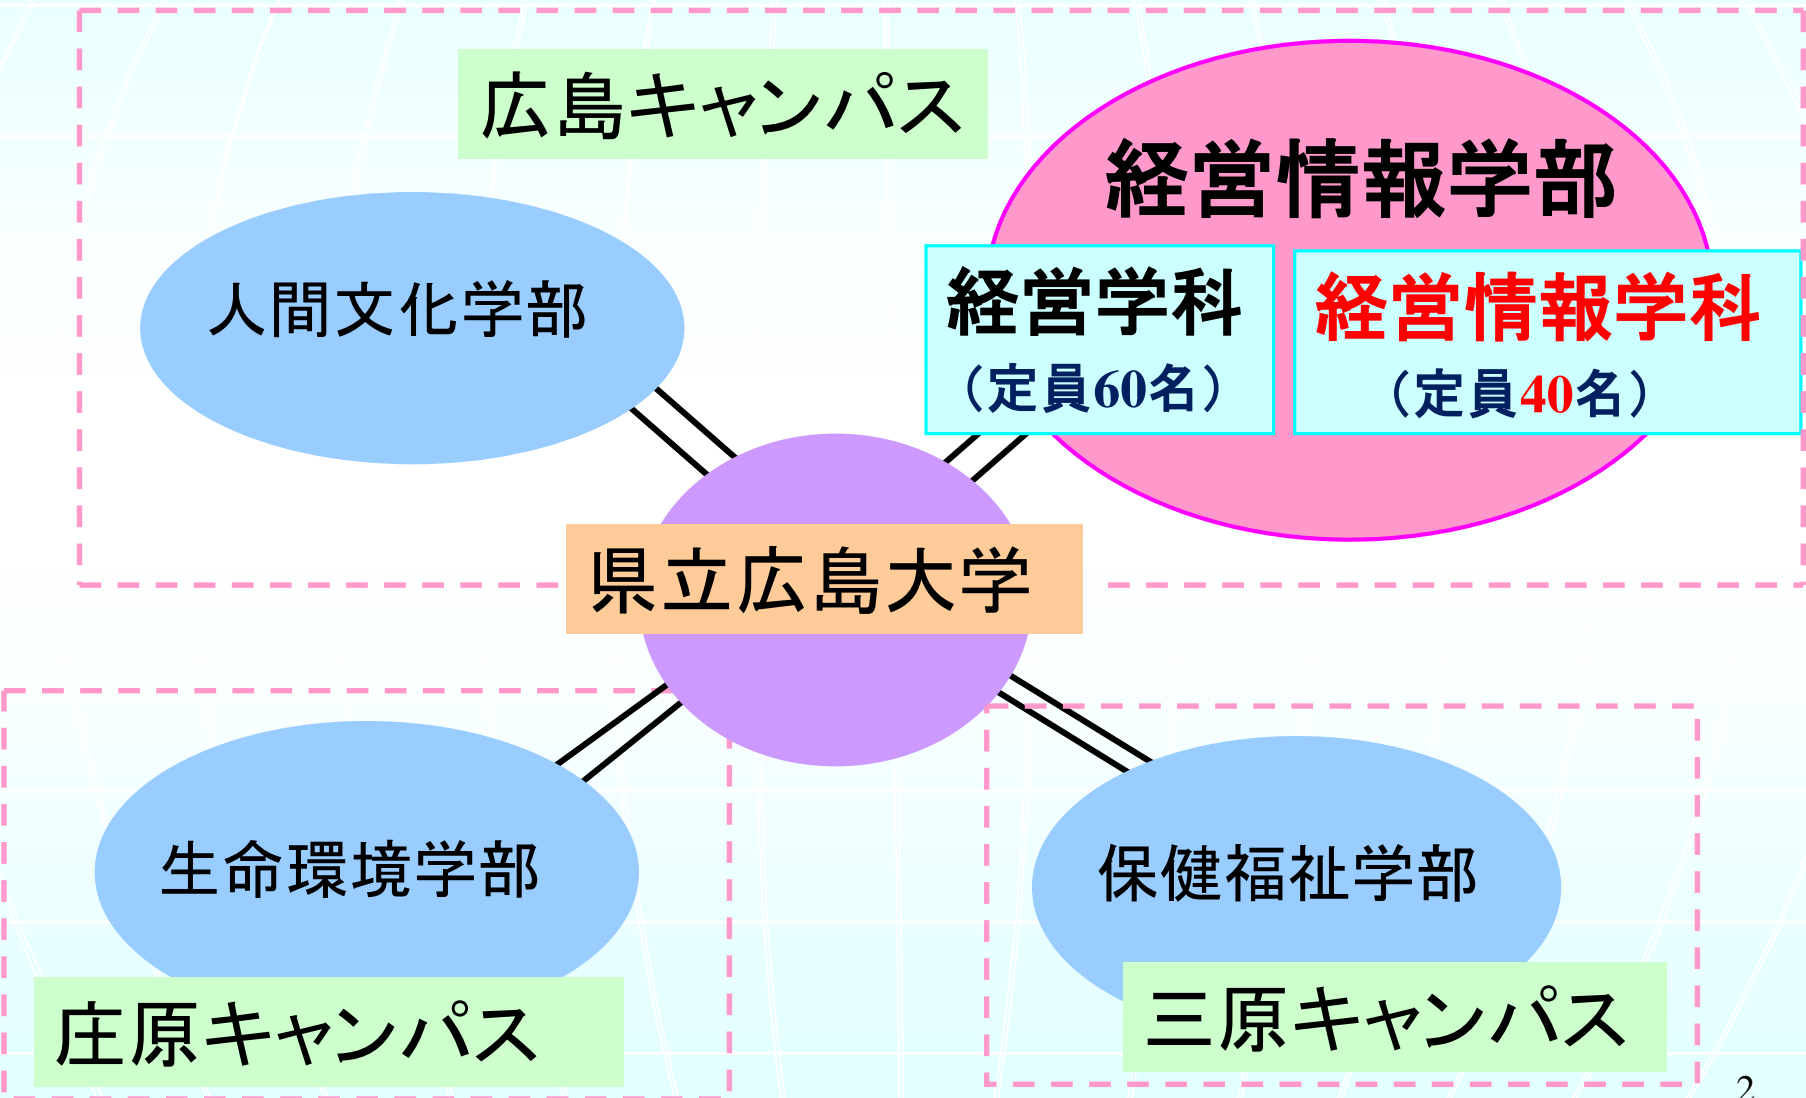 広島キャンパス
経営情報学部
人間文化学部
経営学科
（定員60名）
経営情報学科
（定員40名）
県立広島大学
生命環境学部
保健福祉学部
庄原キャンパス
三原キャンパス
2